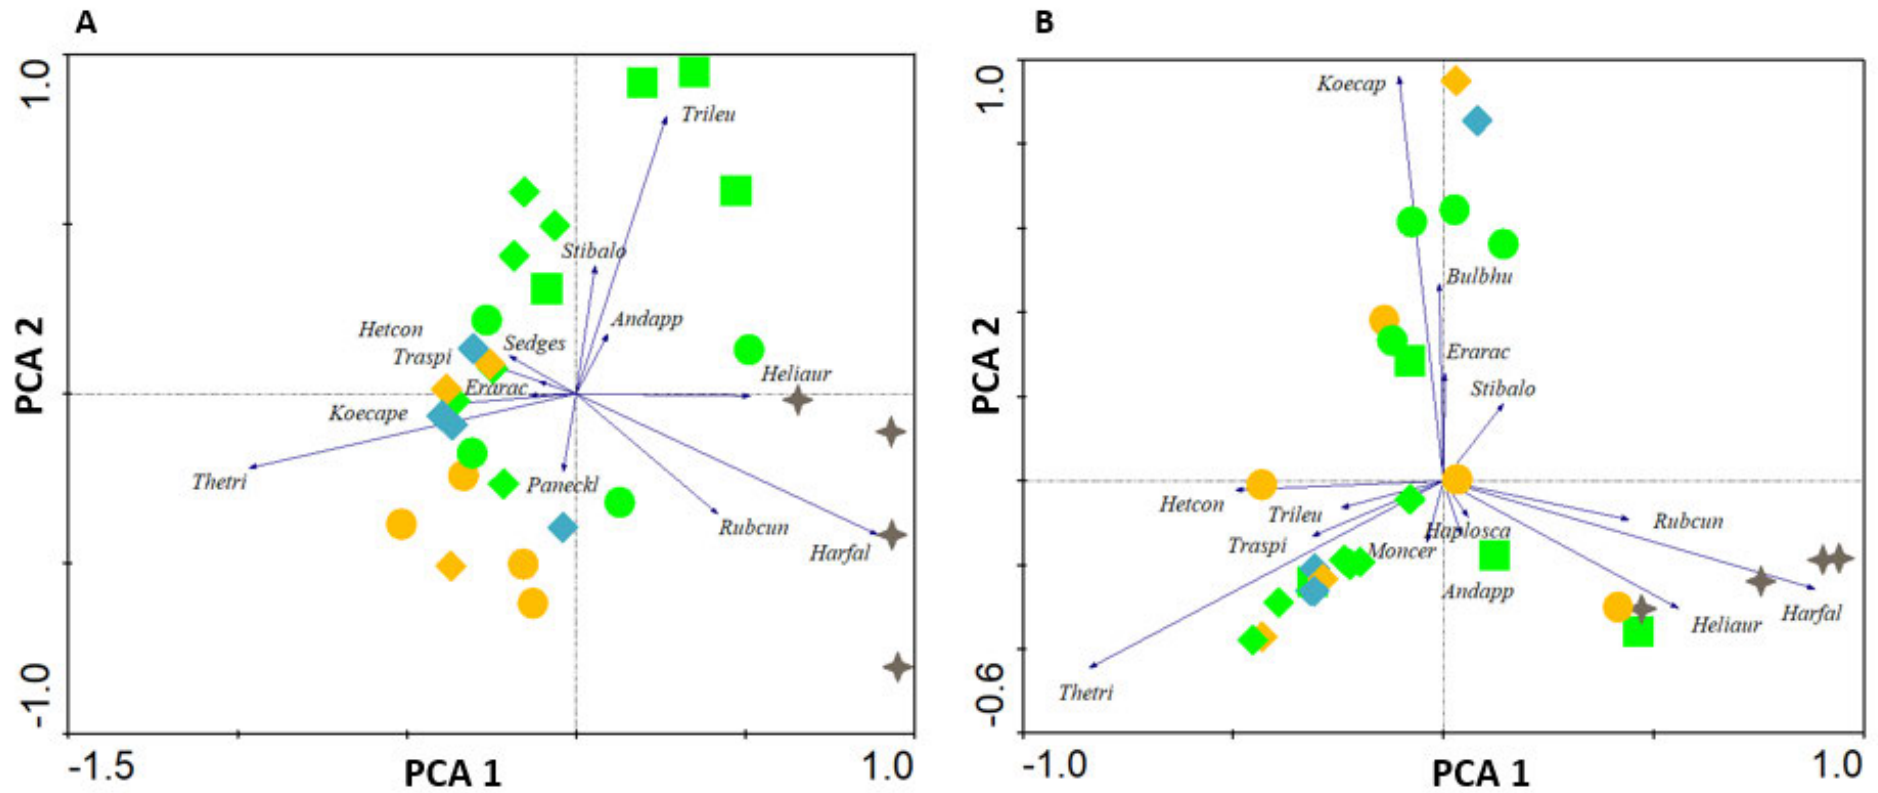 A
1.0
PCA 2
-1.0
Trileu
Stibalo
Andapp
Hetcon
Sedges
Traspi
Heliaur
Erarac
Koecape
Thetri
Paneckl
Rubcun
Harfal
-1.5
PCA 1
1.0
B
1.0
PCA 2
-0.6
Koecap
Bulbhu
Erarac
Stibalo
Hetcon
Trileu
Rubcun
Haplosca
Traspi
Moncer
Andapp
Harfal
Heliaur
Thetri
-1.0
PCA 1
1.0